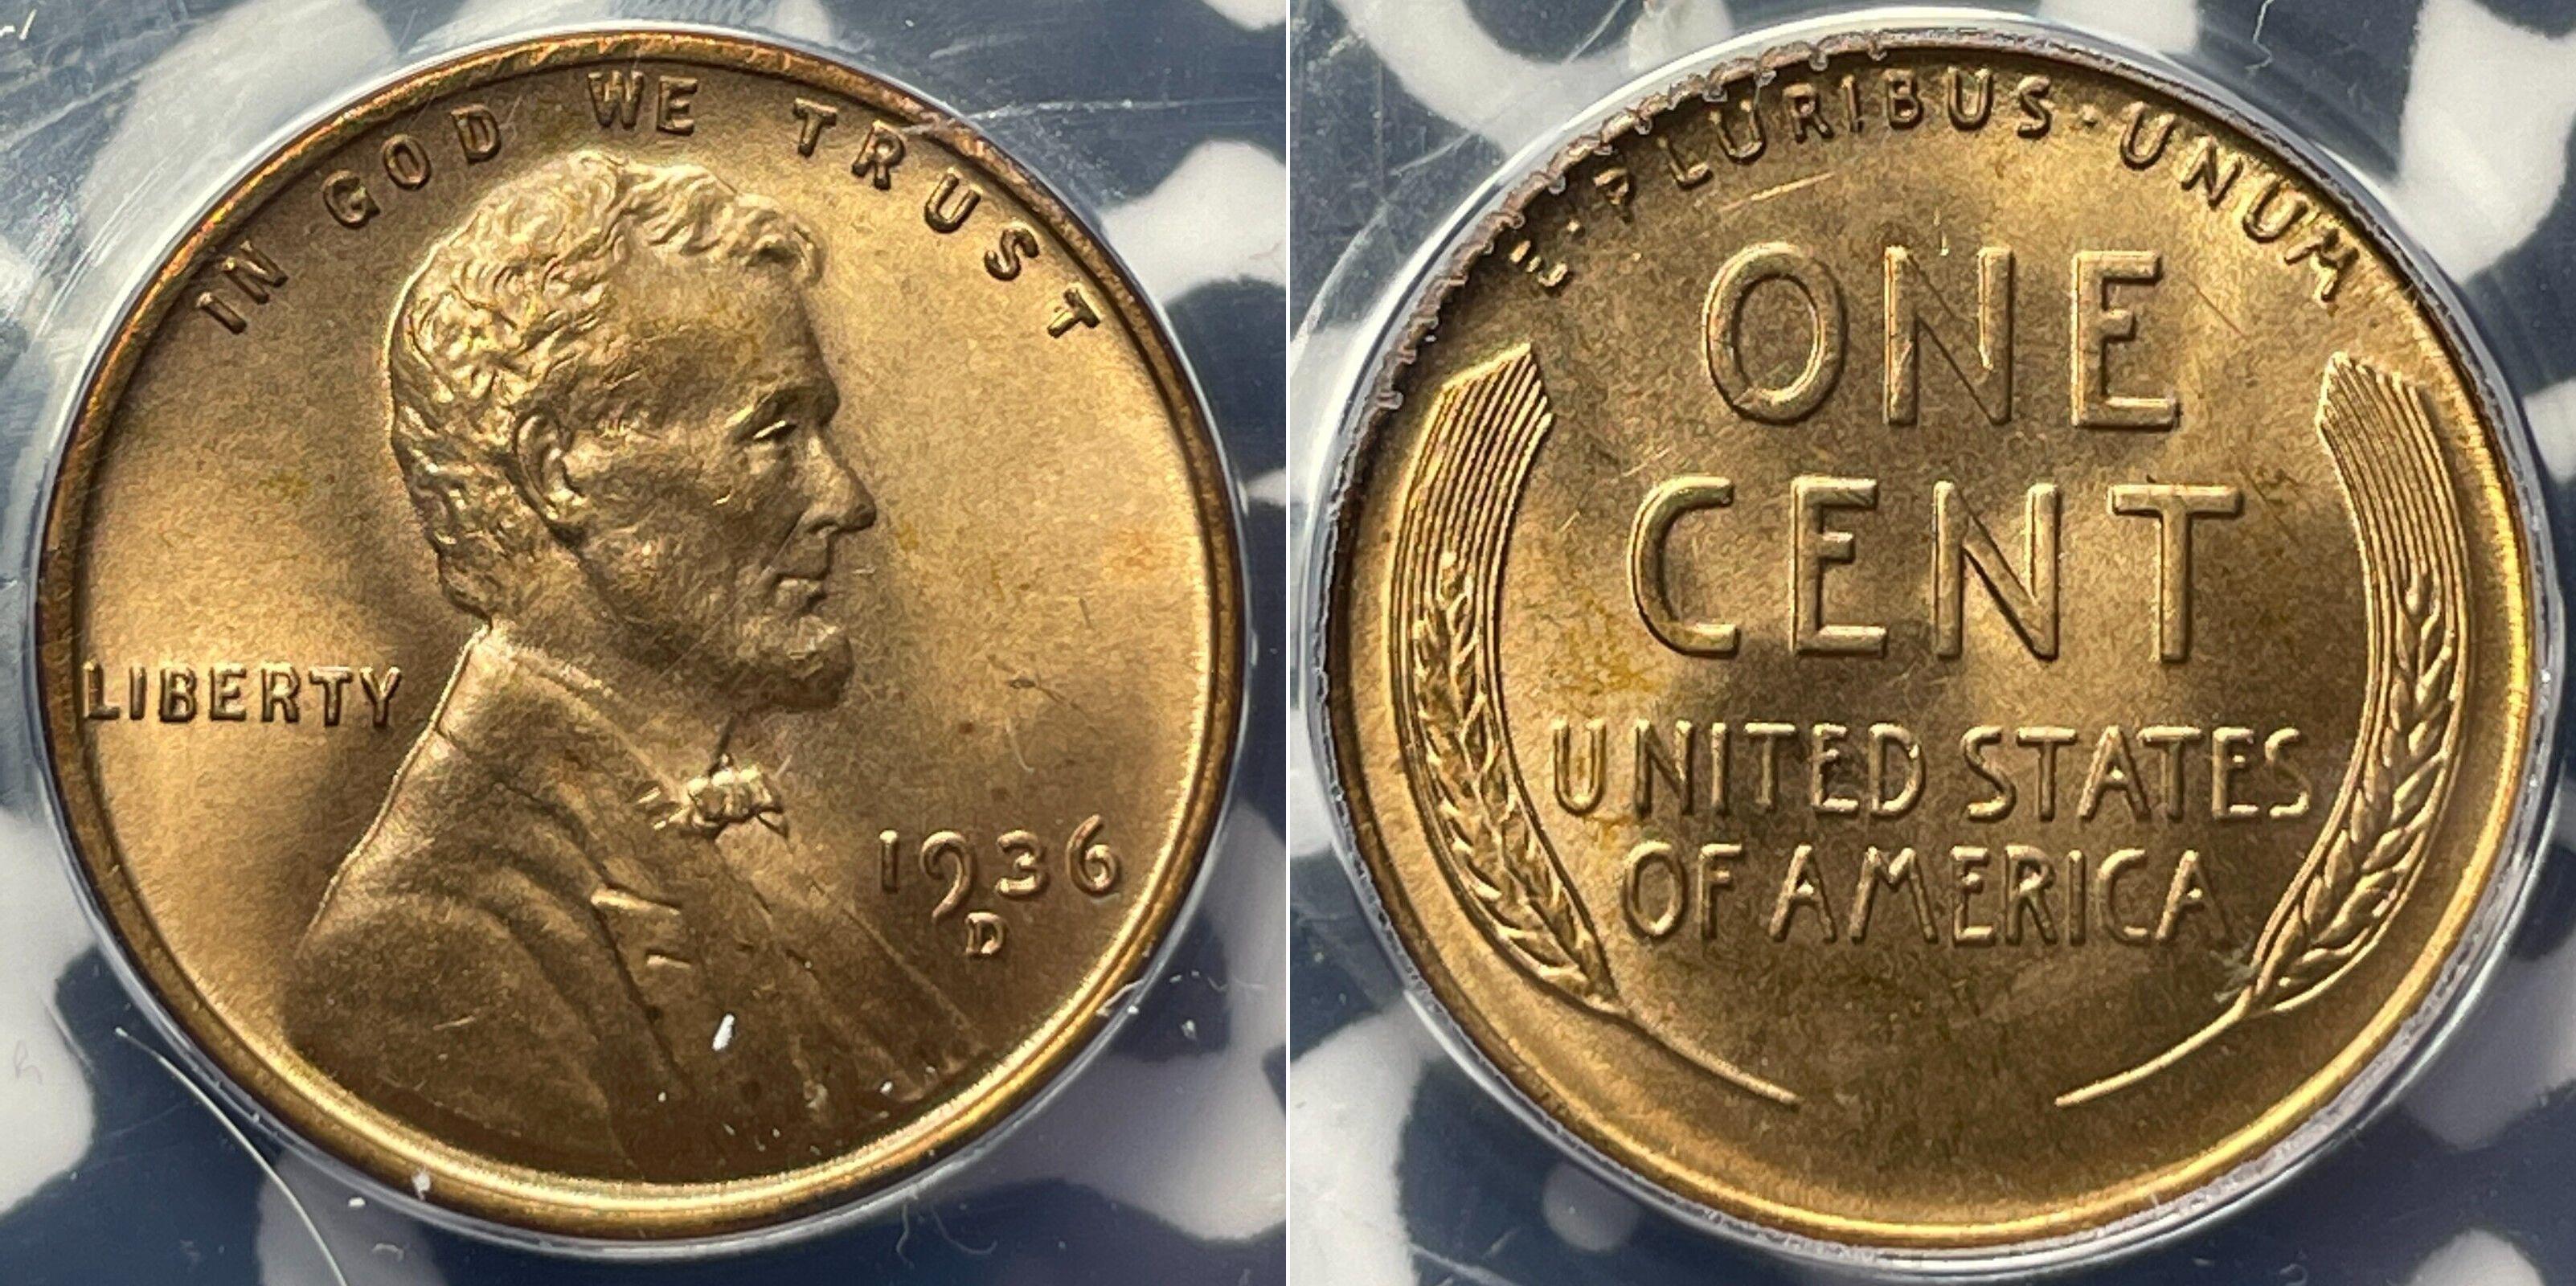 IN GOD WE TRUST
LIBERTY
1936
D
E·PLURIBUS·UNUM
ONE
CENT
UNITED STATES
OF AMERICA